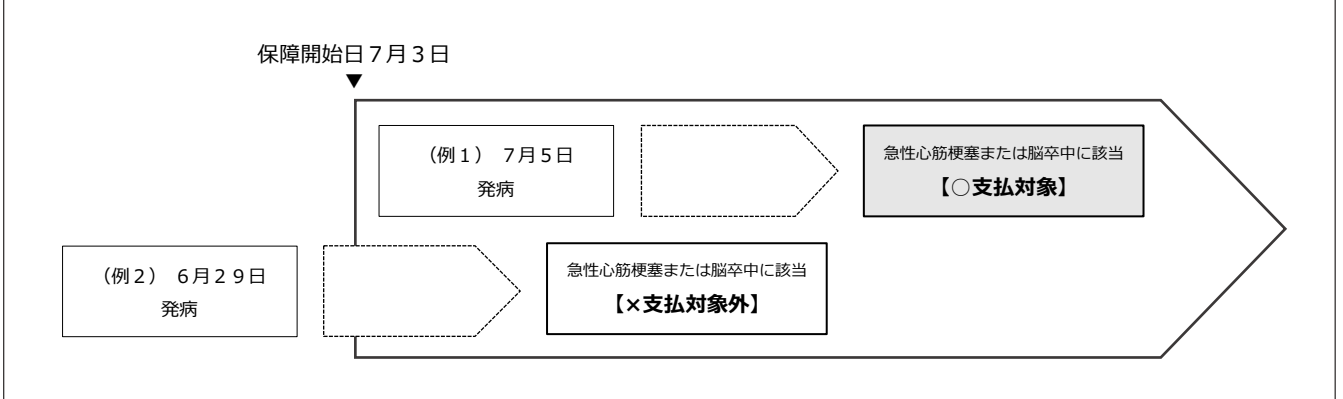 保障開始日７月３日
▼
（例１） ７月５日
発病
急性心筋梗塞または脳卒中に該当
【○支払対象】
（例２） ６月２９日
発病
急性心筋梗塞または脳卒中に該当
【×支払対象外】